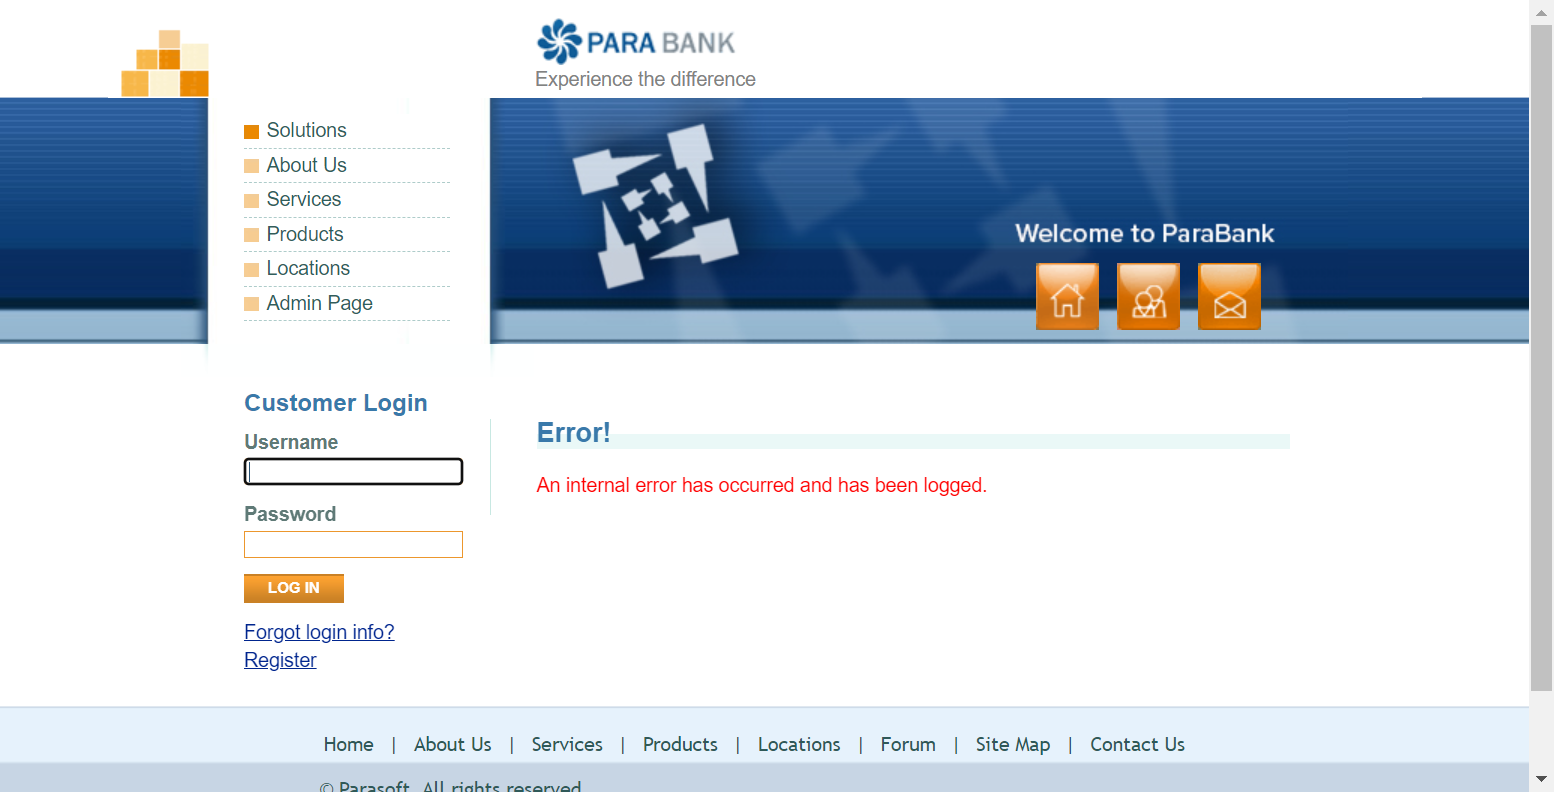 PARA BANK
Experience the difference
Solutions
About Us
Services
Products
Locations
Admin Page
Welcome to ParaBank
Customer Login
Username
Password
LOG IN
Forgot login info?
Register
Error!
An internal error has occurred and has been logged.
Home | About Us | Services | Products | Locations | Forum | Site Map | Contact Us
© Parasoft. All rights reserved.